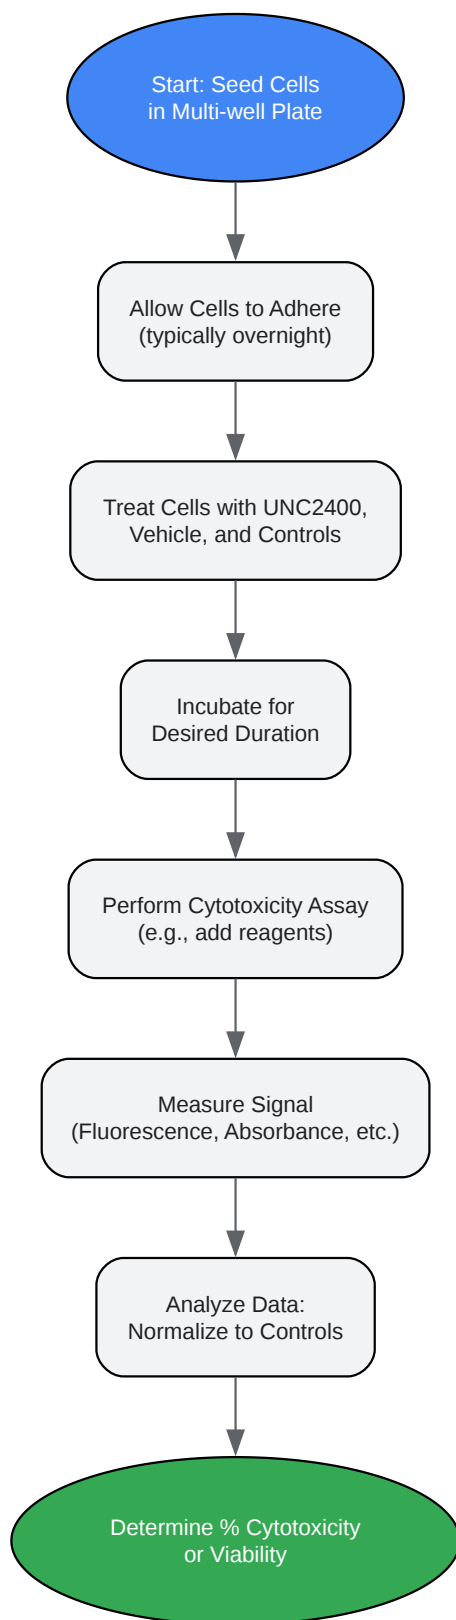 Start: Seed Cells
in Multi-well Plate
Allow Cells to Adhere
(typically overnight)
Treat Cells with UNC2400,
Vehicle, and Controls
Incubate for
Desired Duration
Perform Cytotoxicity Assay
(e.g., add reagents)
Measure Signal
(Fluorescence, Absorbance, etc.)
Analyze Data:
Normalize to Controls
Determine % Cytotoxicity
or Viability